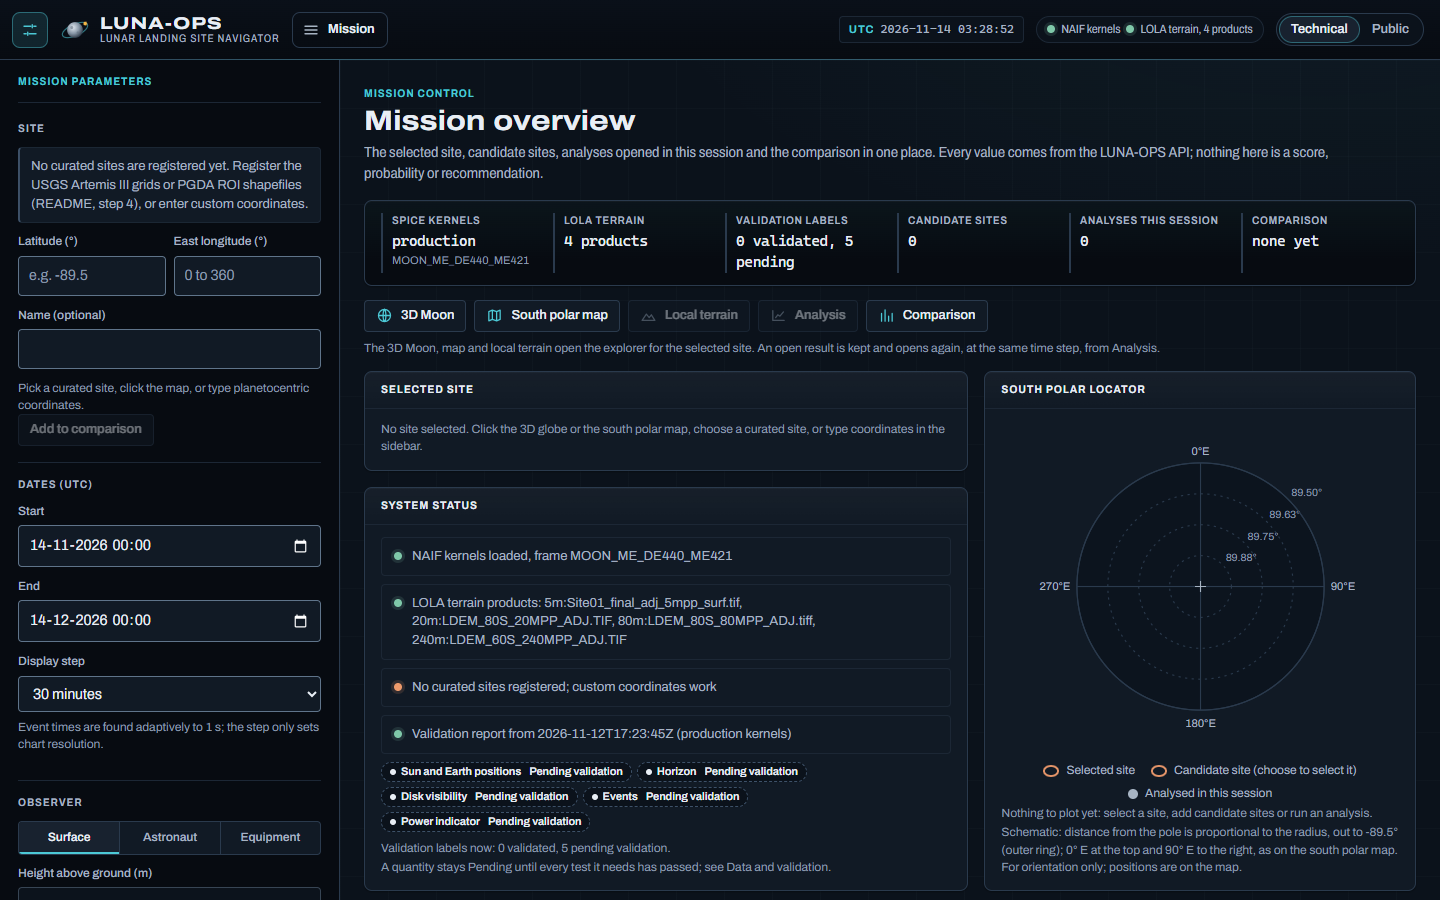 LUNA-OPS
LUNAR LANDING SITE NAVIGATOR
Mission
UTC 2026-11-14 03:28:52
NAIF kernels
LOLA terrain, 4 products
Technical
Public
MISSION PARAMETERS
SITE
No curated sites are registered yet. Register the
USGS Artemis III grids or PGDA ROI shapefiles
(README, step 4), or enter custom coordinates.
Latitude (°)
East longitude (°)
e.g. -89.5
0 to 360
Name (optional)
Pick a curated site, click the map, or type planetocentric
coordinates.
Add to comparison
DATES (UTC)
Start
14-11-2026 00:00
End
14-12-2026 00:00
Display step
30 minutes
Event times are found adaptively to 1 s; the step only sets
chart resolution.
OBSERVER
Surface
Astronaut
Equipment
Height above ground (m)
MISSION CONTROL
Mission overview
The selected site, candidate sites, analyses opened in this session and the comparison in one place. Every value comes from the LUNA-OPS API; nothing here is a score,
probability or recommendation.
SPICE KERNELS
production
MOON_ME_DE440_ME421
LOLA TERRAIN
4 products
VALIDATION LABELS
0 validated, 5
pending
CANDIDATE SITES
0
ANALYSES THIS SESSION
0
COMPARISON
none yet
3D Moon
South polar map
Local terrain
Analysis
Comparison
The 3D Moon, map and local terrain open the explorer for the selected site. An open result is kept and opens again, at the same time step, from Analysis.
SELECTED SITE
No site selected. Click the 3D globe or the south polar map, choose a curated site, or type coordinates in the
sidebar.
SYSTEM STATUS
NAIF kernels loaded, frame MOON_ME_DE440_ME421
LOLA terrain products: 5m:Site01_final_adj_5mpp_surf.tif,
20m:LDEM_80S_20MPP_ADJ.TIF, 80m:LDEM_80S_80MPP_ADJ.tiff,
240m:LDEM_60S_240MPP_ADJ.TIF
No curated sites registered; custom coordinates work
Validation report from 2026-11-12T17:23:45Z (production kernels)
Sun and Earth positions Pending validation
Horizon Pending validation
Disk visibility Pending validation
Events Pending validation
Power indicator Pending validation
Validation labels now: 0 validated, 5 pending validation.
A quantity stays Pending until every test it needs has passed; see Data and validation.
SOUTH POLAR LOCATOR
0°E
89.50°
89.63°
89.75°
89.88°
270°E
90°E
180°E
Selected site
Candidate site (choose to select it)
Analysed in this session
Nothing to plot yet: select a site, add candidate sites or run an analysis.
Schematic: distance from the pole is proportional to the radius, out to -89.5°
(outer ring); 0° E at the top and 90° E to the right, as on the south polar map.
For orientation only; positions are on the map.